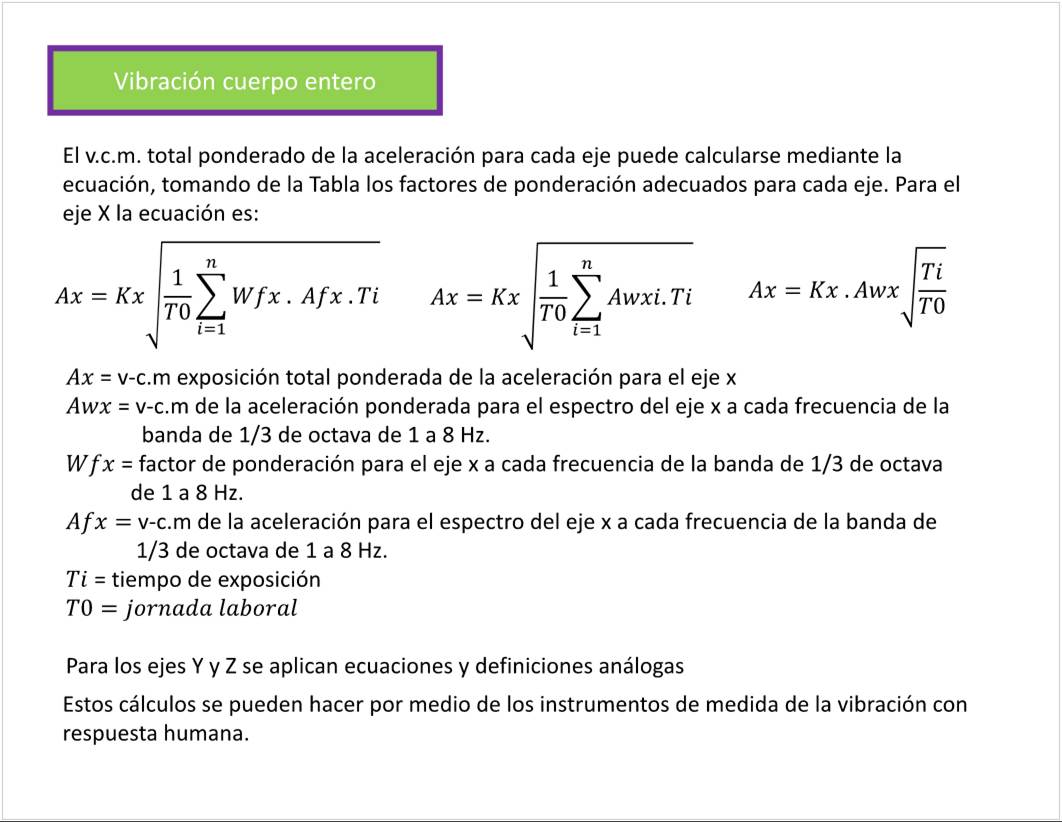 Vibración cuerpo entero
El v.c.m. total ponderado de la aceleración para cada eje puede calcularse mediante la
ecuación, tomando de la Tabla los factores de ponderación adecuados para cada eje. Para el
eje X la ecuación es:
Ax = Kx √(1/T0 ∑_{i=1}^{n} Wfx . Afx .Ti) Ax = Kx √(1/T0 ∑_{i=1}^{n} Awxi.Ti) Ax = Kx . Awx √(Ti/T0)
Ax = v-c.m exposición total ponderada de la aceleración para el eje x
Awx = v-c.m de la aceleración ponderada para el espectro del eje x a cada frecuencia de la
banda de 1/3 de octava de 1 a 8 Hz.
Wfx = factor de ponderación para el eje x a cada frecuencia de la banda de 1/3 de octava
de 1 a 8 Hz.
Afx = v-c.m de la aceleración para el espectro del eje x a cada frecuencia de la banda de
1/3 de octava de 1 a 8 Hz.
Ti = tiempo de exposición
T0 = jornada laboral
Para los ejes Y y Z se aplican ecuaciones y definiciones análogas
Estos cálculos se pueden hacer por medio de los instrumentos de medida de la vibración con
respuesta humana.